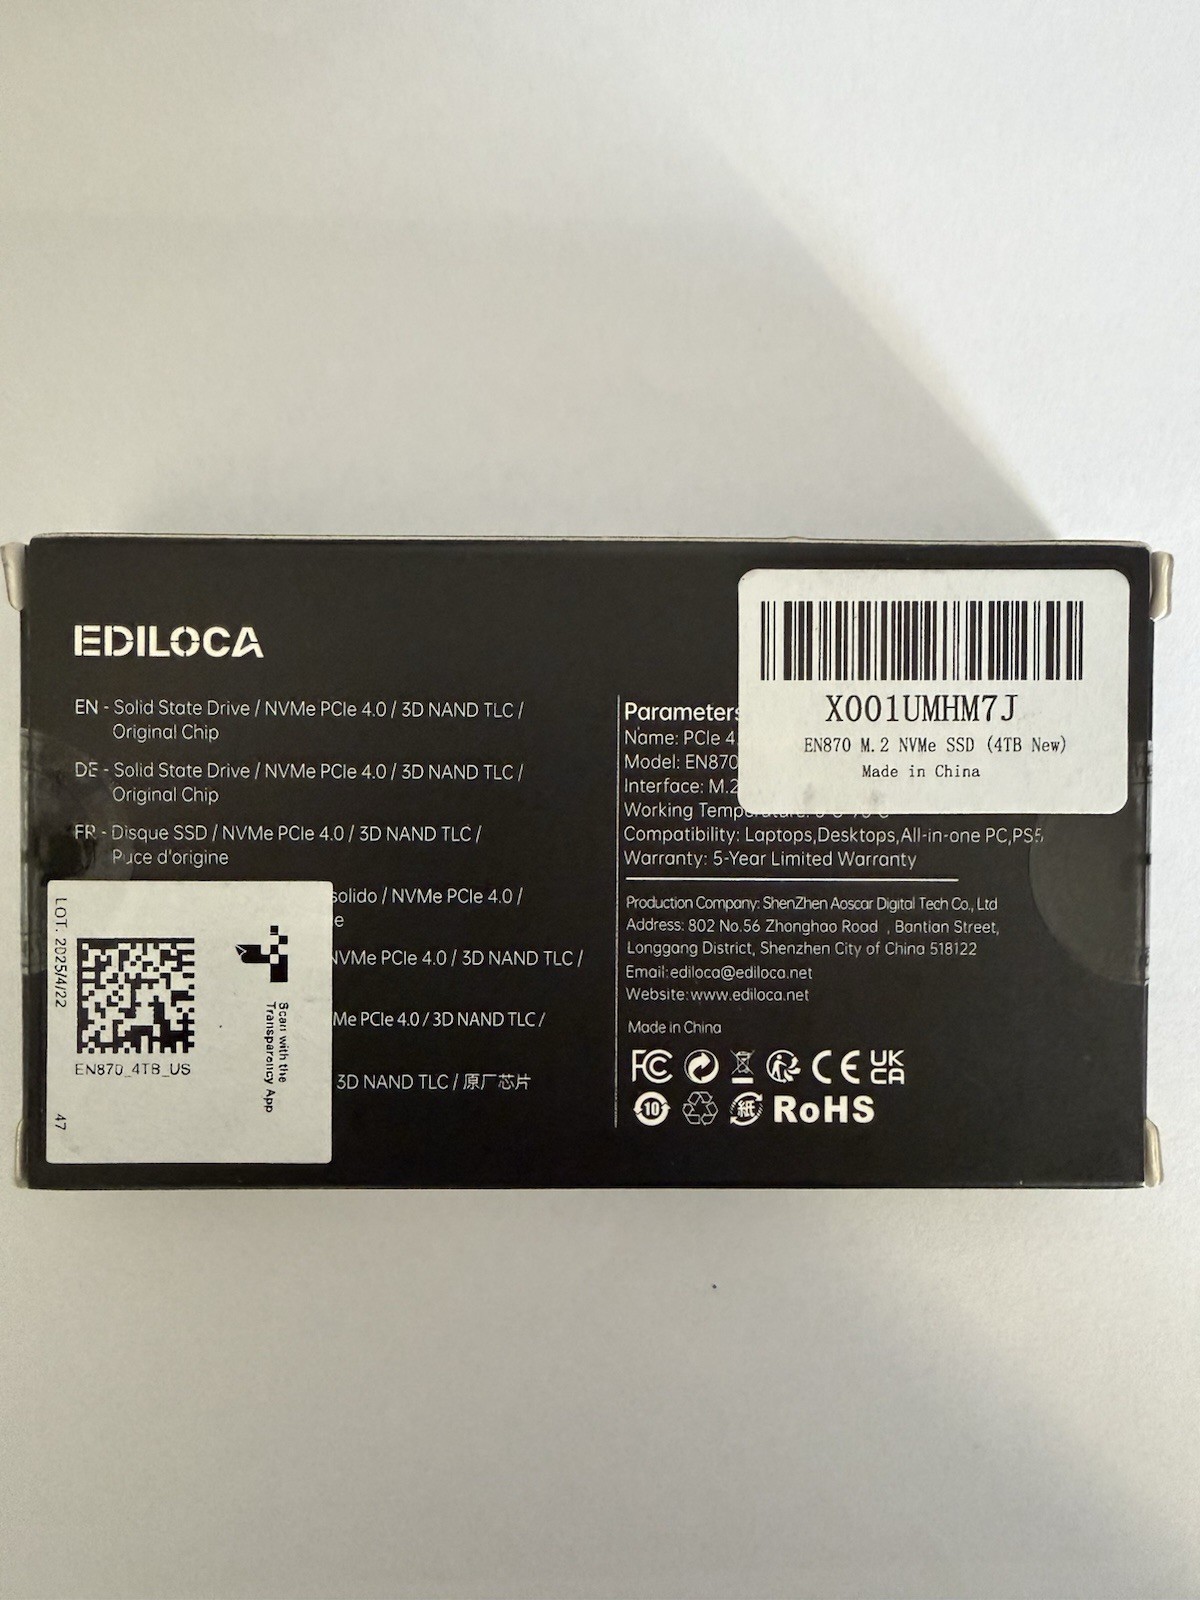 EDILOCA
EN - Solid State Drive / NVMe PCIe 4.0 / 3D NAND TLC /
Original Chip
DE - Solid State Drive / NVMe PCIe 4.0 / 3D NAND TLC /
Original Chip
FR - Disque SSD / NVMe PCIe 4.0 / 3D NAND TLC /
Puce d'origine
solido / NVMe PCIe 4.0 /
e
NVMe PCIe 4.0 / 3D NAND TLC /
Me PCIe 4.0 / 3D NAND TLC /
3D NAND TLC / 原厂芯片
LOT. 2025/4/22
47
EN870_4TB_US
Scan with the
Transparency App
X001UMHM7J
EN870 M.2 NVMe SSD (4TB New)
Made in China
Parameters
Name: PCIe 4.
Model: EN870
Interface: M.2
Working Temperature:
Compatibility: Laptops,Desktops,All-in-one PC,PS5
Warranty: 5-Year Limited Warranty
Production Company: ShenZhen Aoscar Digital Tech Co., Ltd
Address: 802 No.56 Zhonghao Road , Bantian Street,
Longgang District, Shenzhen City of China 518122
Email:ediloca@ediloca.net
Website:www.ediloca.net
Made in China
FC CE UK
CA
10 紙 RoHS